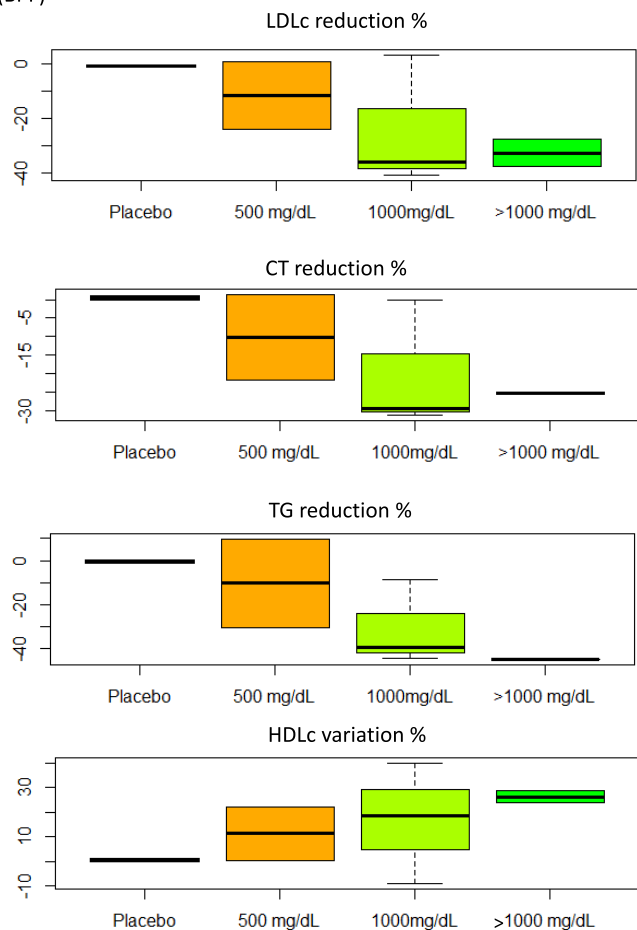 LDLc reduction %
0
-20
-40
Placebo 500 mg/dL 1000mg/dL >1000 mg/dL
CT reduction %
-5
-15
-30
Placebo 500 mg/dL 1000mg/dL >1000 mg/dL
TG reduction %
0
-20
-40
Placebo 500 mg/dL 1000mg/dL >1000 mg/dL
HDLc variation %
30
10
-10
Placebo 500 mg/dL 1000mg/dL >1000 mg/dL